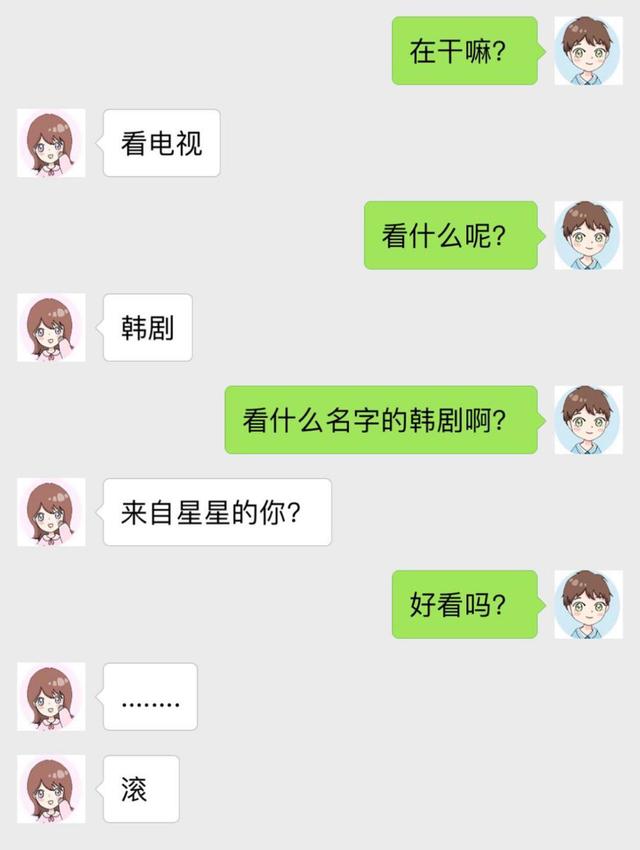 在干嘛？
看电视
看什么呢？
韩剧
看什么名字的韩剧啊？
来自星星的你？
好看吗？
........
滚